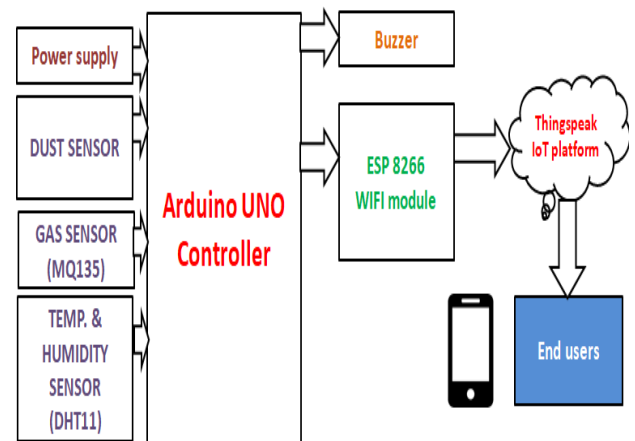 Power supply
DUST SENSOR
GAS SENSOR
(MQ135)
TEMP. &
HUMIDITY
SENSOR
(DHT11)
Arduino UNO
Controller
Buzzer
ESP 8266
WIFI module
Thingspeak
IoT platform
End users